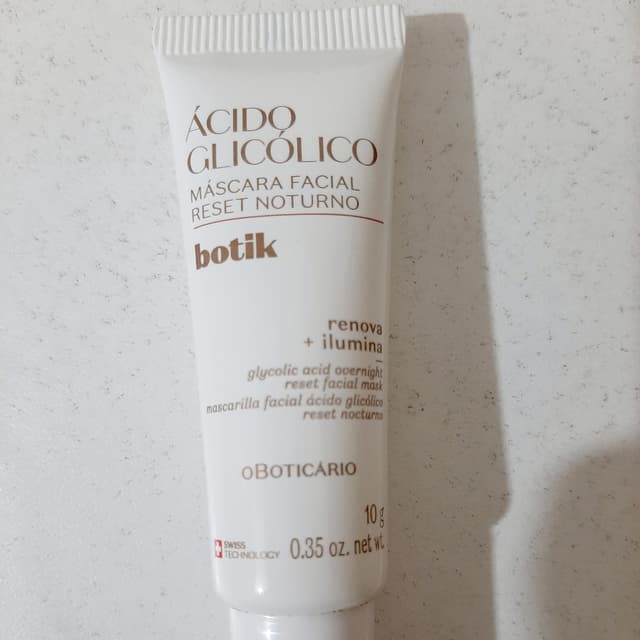 ÁCIDO
GLICÓLICO
MÁSCARA FACIAL
RESET NOTURNO
botik
renova
+ ilumina
glycolic acid overnight
reset facial mask
mascarilla facial ácido glicólico
reset nocturno
oBOTICÁRIO
10 g
SWISS
TECHNOLOGY
0.35 oz. net wt.